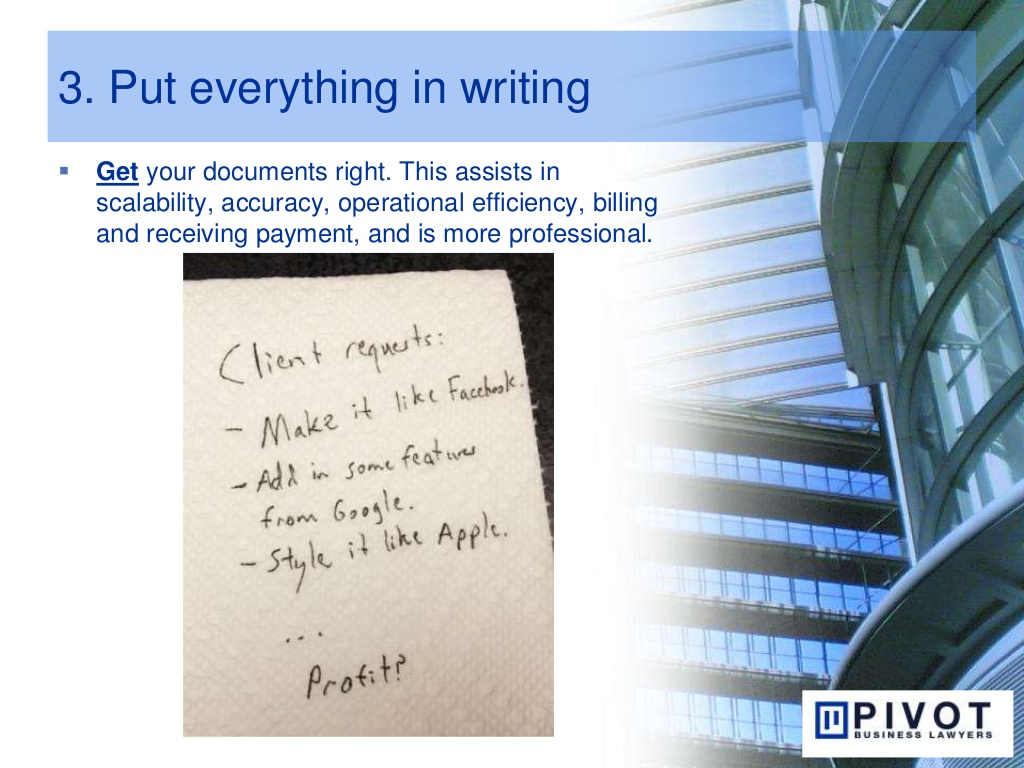 3. Put everything in writing
Get your documents right. This assists in
scalability, accuracy, operational efficiency, billing
and receiving payment, and is more professional.
Client requests:
- Make it like Facebook.
- Add in some features
from Google.
- Style it like Apple.
...
Profit?
PIVOT
BUSINESS LAWYERS